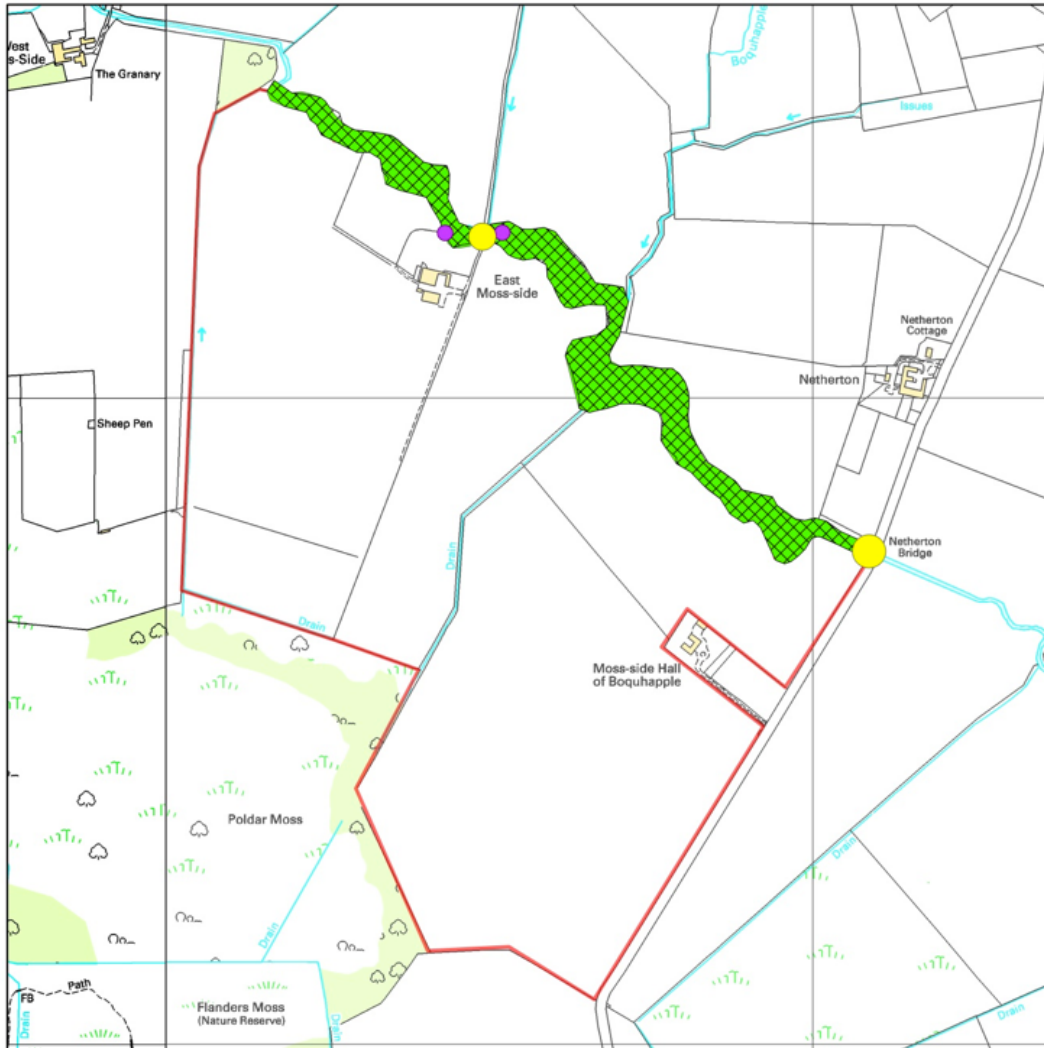 West
s-Side
The Granary
Boquhapple
Issues
East
Moss-side
Netherton
Cottage
Netherton
Sheep Pen
Drain
Netherton
Bridge
Drain
Moss-side Hall
of Boquhapple
Poldar Moss
Drain
Drain
Path
FB
Flanders Moss
(Nature Reserve)
Drain
Drain
Drain